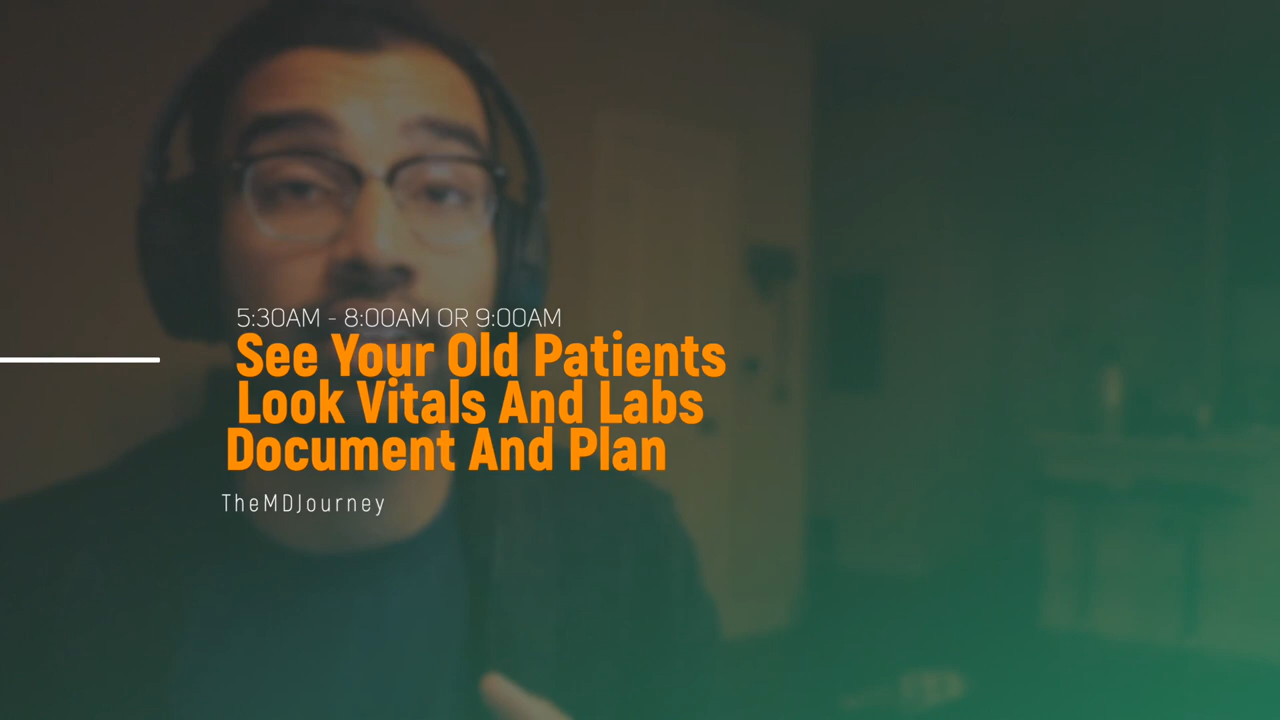 5:30AM - 8:00AM OR 9:00AM
See Your Old Patients
Look Vitals And Labs
Document And Plan
TheMDJourney